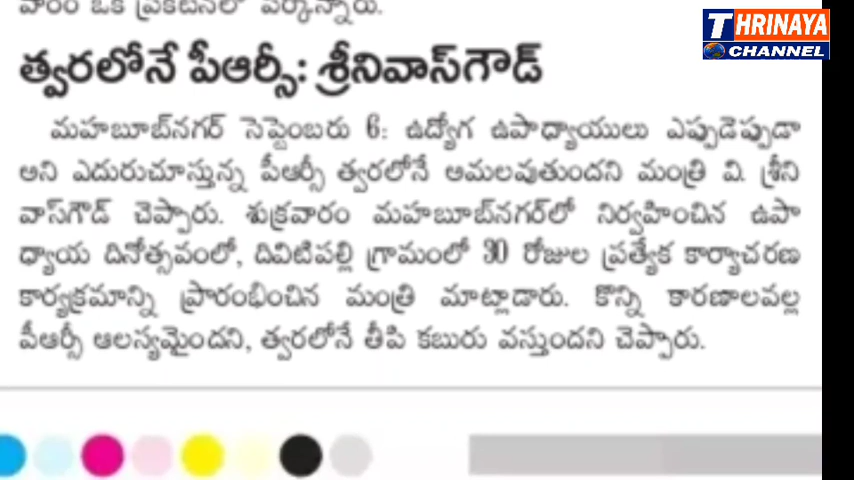 వారం ఒక ప్రకటనలో పేర్కొన్నారు.
THRINAYA
CHANNEL
త్వరలోనే పీఆర్సీ: శ్రీనివాస్‌గౌడ్
మహబూబ్‌నగర్ సెప్టెంబరు 6: ఉద్యోగ ఉపాధ్యాయులు ఎప్పుడెప్పుడా
అని ఎదురుచూస్తున్న పీఆర్సీ త్వరలోనే అమలవుతుందని మంత్రి వి. శ్రీని
వాస్‌గౌడ్ చెప్పారు. శుక్రవారం మహబూబ్‌నగర్‌లో నిర్వహించిన ఉపా
ధ్యాయ దినోత్సవంలో, దివిటిపల్లి గ్రామంలో 30 రోజుల ప్రత్యేక కార్యాచరణ
కార్యక్రమాన్ని ప్రారంభించిన మంత్రి మాట్లాడారు. కొన్ని కారణాలవల్ల
పీఆర్సీ ఆలస్యమైందని, త్వరలోనే తీపి కబురు వస్తుందని చెప్పారు.